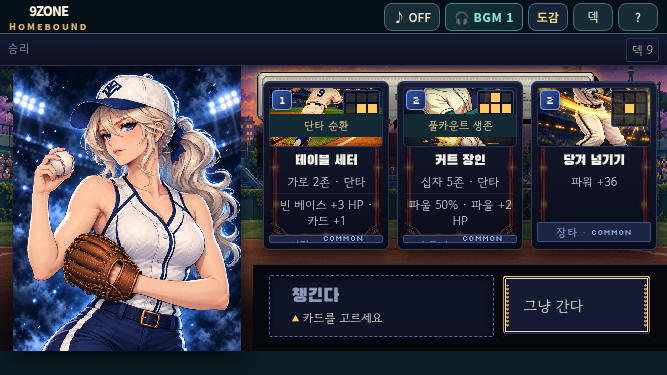 9ZONE
HOMEBOUND
♪ OFF
🎧 BGM 1
도감
덱
?
승리
덱 9
1
단타 순환
테이블 세터
가로 2존 · 단타
빈 베이스 +3 HP ·
카드 +1
COMMON
2
풀카운트 생존
커트 장인
십자 5존 · 단타
파울 50% · 파울 +2
HP
COMMON
2
당겨 넘기기
파워 +36
장타 · COMMON
챙긴다
▲ 카드를 고르세요
그냥 간다